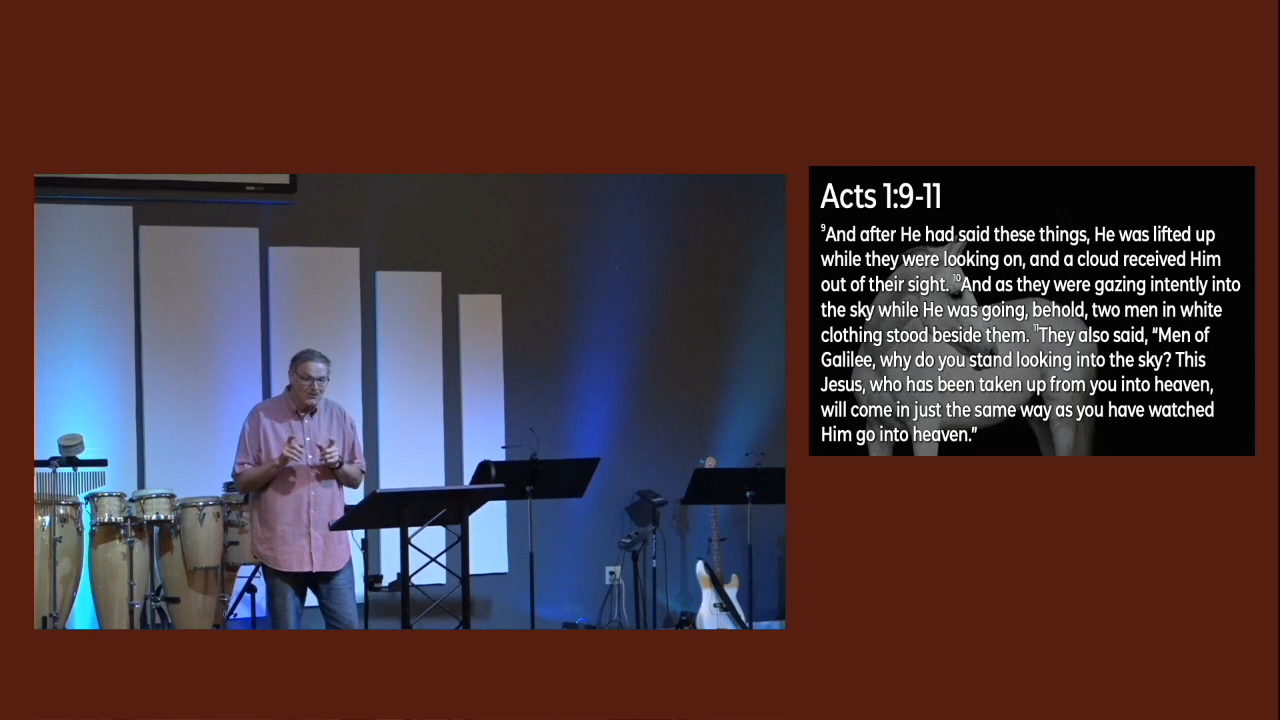 Acts 1:9-11
9And after He had said these things, He was lifted up
while they were looking on, and a cloud received Him
out of their sight. 10And as they were gazing intently into
the sky while He was going, behold, two men in white
clothing stood beside them. 11They also said, “Men of
Galilee, why do you stand looking into the sky? This
Jesus, who has been taken up from you into heaven,
will come in just the same way as you have watched
Him go into heaven.”